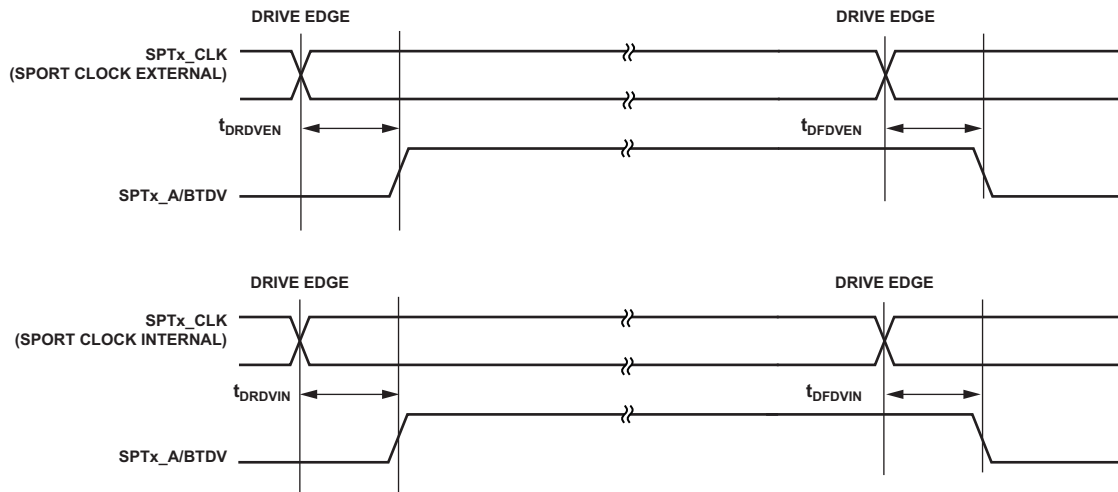 DRIVE EDGE DRIVE EDGE
SPTx_CLK
(SPORT CLOCK EXTERNAL)
tDRDVEN tDFDVEN
SPTx_A/BTDV
DRIVE EDGE DRIVE EDGE
SPTx_CLK
(SPORT CLOCK INTERNAL)
tDRDVIN tDFDVIN
SPTx_A/BTDV